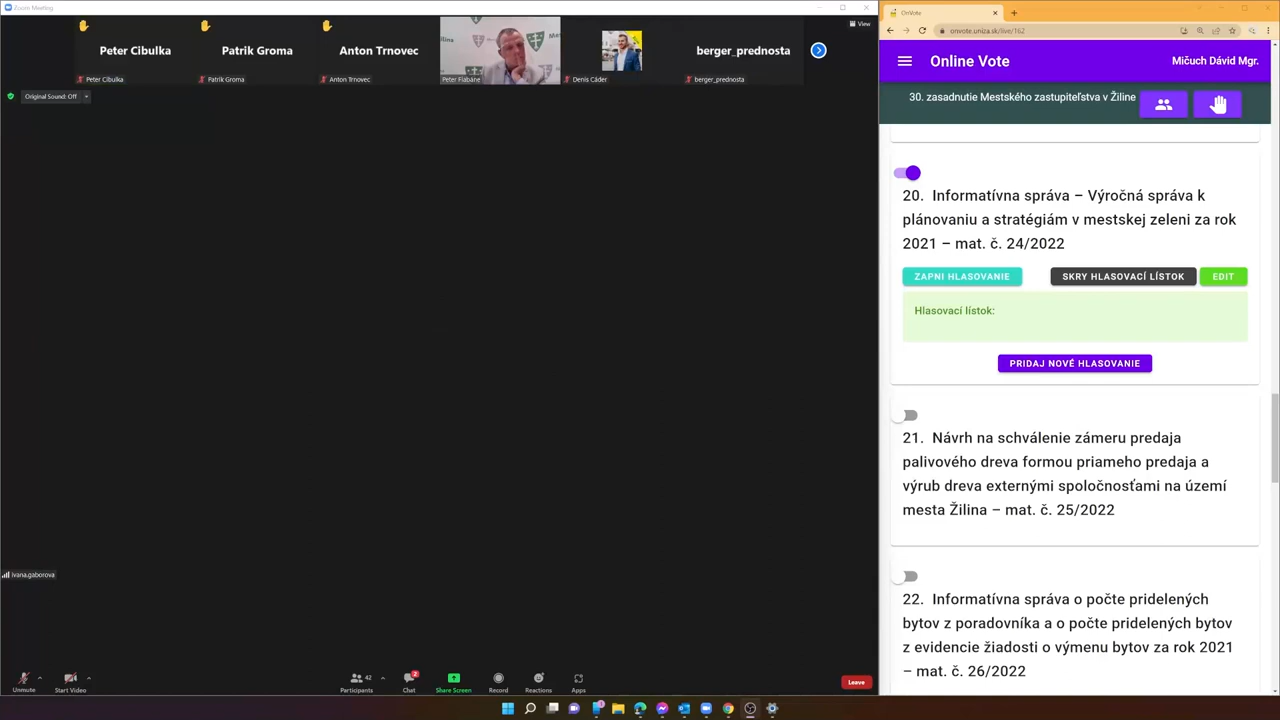 Zoom Meeting
Peter Cibulka
Patrik Groma
Anton Trnovec
berger_prednosta
View
Peter Cibulka
Patrik Groma
Anton Trnovec
Peter Fiabáne
Denis Cáder
berger_prednosta
Original Sound: Off
ivana.gaborova
Unmute
Start Video
Participants
42
Chat
2
Share Screen
Record
Reactions
Apps
Leave
OnVote
onvote.uniza.sk/live/162
Online Vote
Mičuch Dávid Mgr.
30. zasadnutie Mestského zastupiteľstva v Žiline
20. Informatívna správa – Výročná správa k
plánovaniu a stratégiám v mestskej zeleni za rok
2021 – mat. č. 24/2022
ZAPNI HLASOVANIE
SKRY HLASOVACÍ LÍSTOK
EDIT
Hlasovací lístok:
PRIDAJ NOVÉ HLASOVANIE
21. Návrh na schválenie zámeru predaja
palivového dreva formou priameho predaja a
výrub dreva externými spoločnosťami na území
mesta Žilina – mat. č. 25/2022
22. Informatívna správa o počte pridelených
bytov z poradovníka a o počte pridelených bytov
z evidencie žiadosti o výmenu bytov za rok 2021
– mat. č. 26/2022